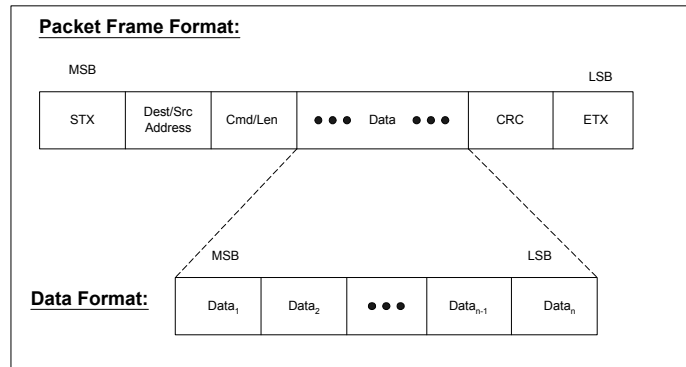 Packet Frame Format:
MSB LSB
STX Dest/Src Address Cmd/Len ●●● Data ●●● CRC ETX
MSB LSB
Data Format: Data₁ Data₂ ●●● Dataₙ₋₁ Dataₙ